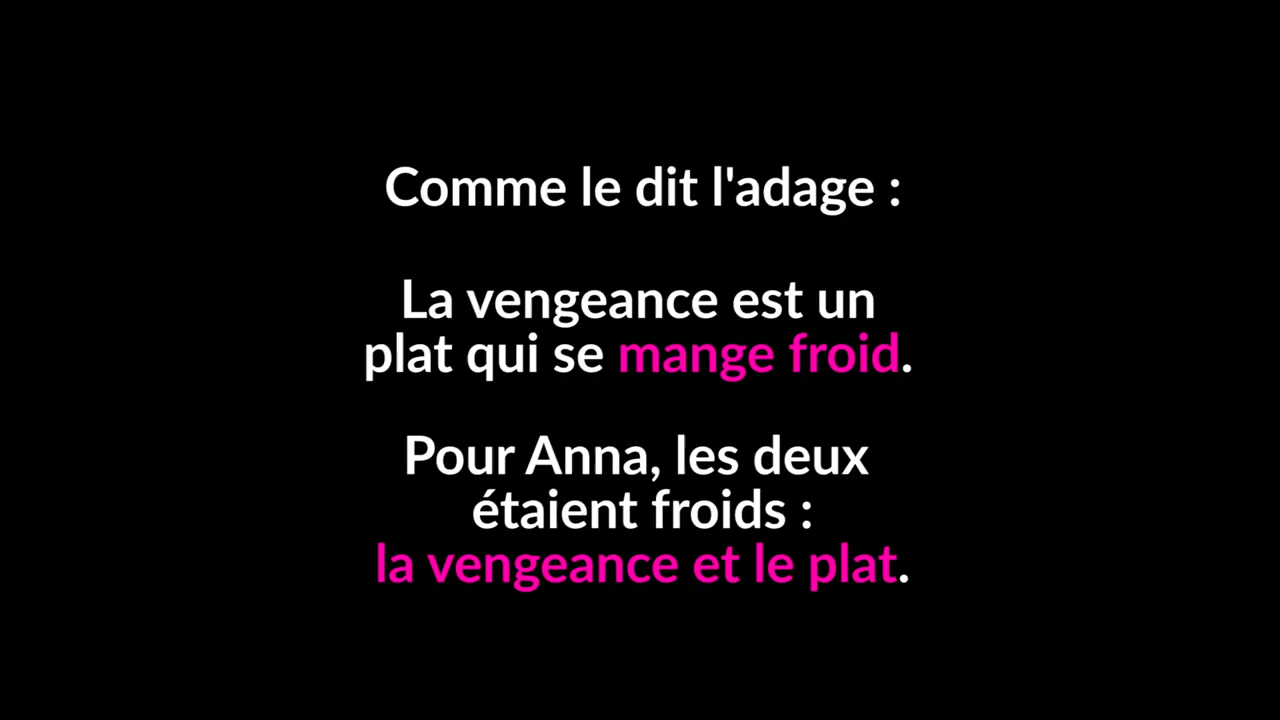 Comme le dit l'adage :
La vengeance est un
plat qui se mange froid.
Pour Anna, les deux
étaient froids :
la vengeance et le plat.